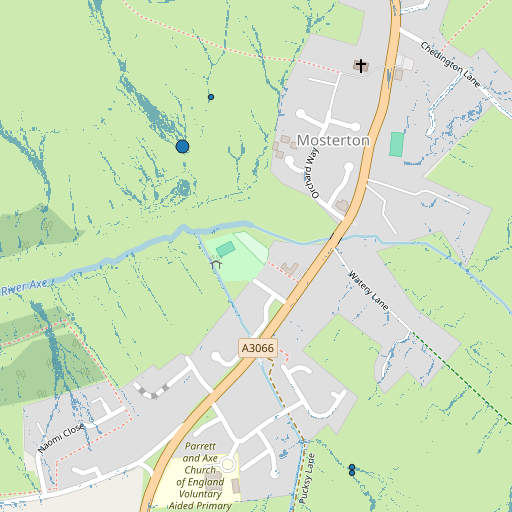 Chedington Lane
Mosterton
Orchard Way
River Axe
Watery Lane
A3066
Naomi Close
Parrett
and Axe
Church
of England
Voluntary
Aided Primary
Pucksy Lane